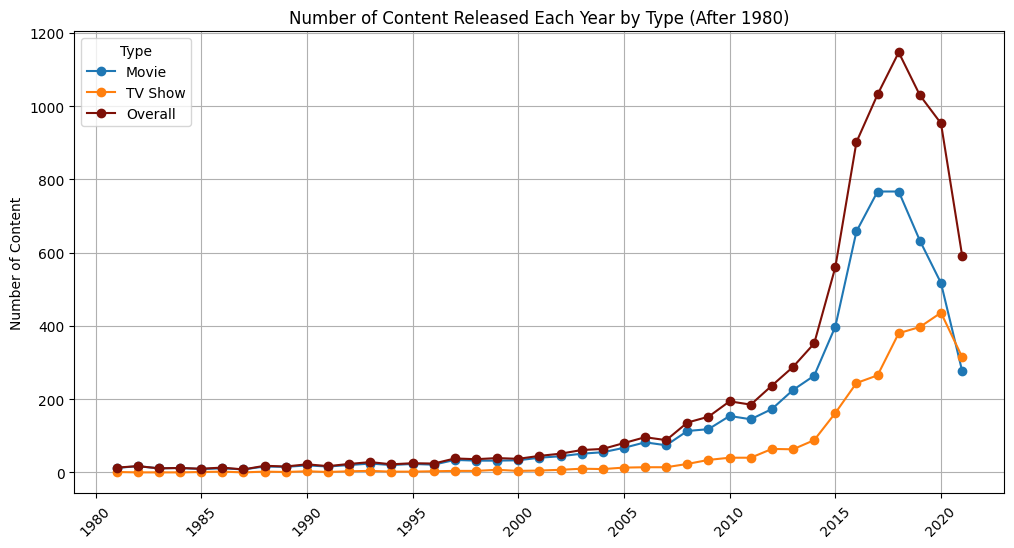 Number of Content Released Each Year by Type (After 1980)
Type
Movie
TV Show
Overall
Number of Content
1200
1000
800
600
400
200
0
1980
1985
1990
1995
2000
2005
2010
2015
2020